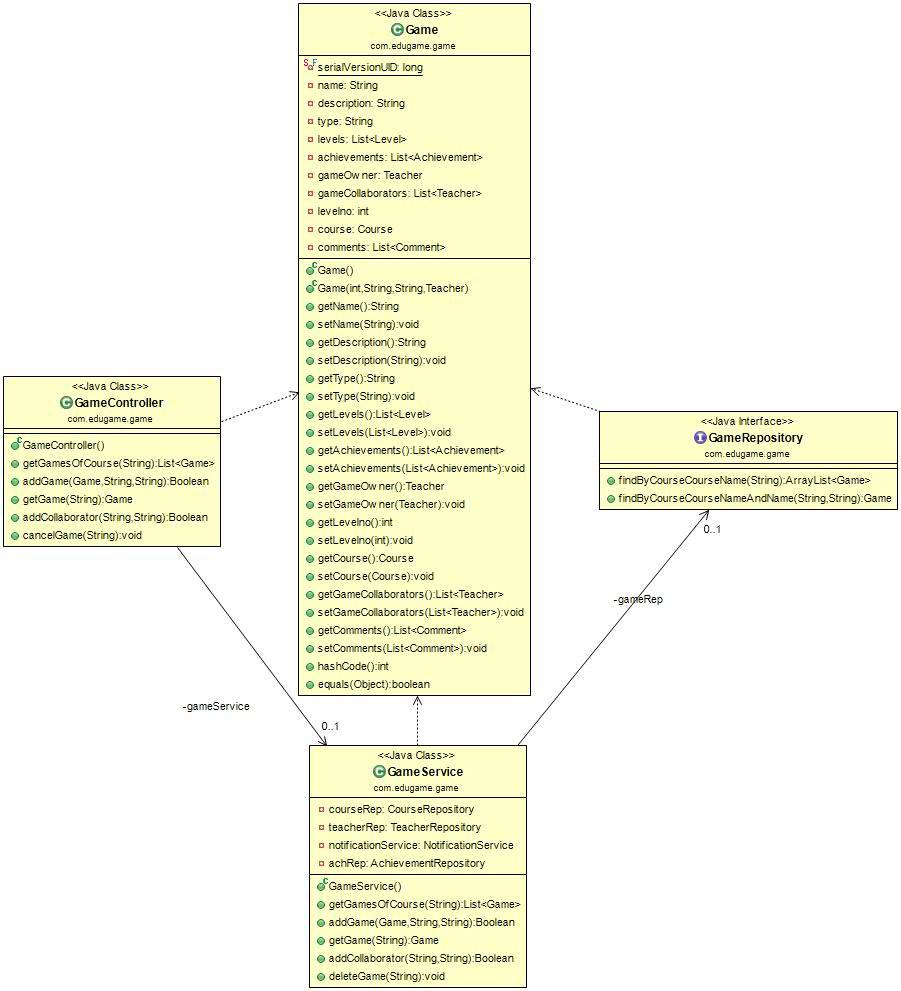 <<Java Class>>
Game
com.edugame.game
serialVersionUID: long
name: String
description: String
type: String
levels: List<Level>
achievements: List<Achievement>
gameOwner: Teacher
gameCollaborators: List<Teacher>
levelno: int
course: Course
comments: List<Comment>
Game()
Game(int,String,String,Teacher)
getName():String
setName(String):void
getDescription():String
setDescription(String):void
getType():String
setType(String):void
getLevels():List<Level>
setLevels(List<Level>):void
getAchievements():List<Achievement>
setAchievements(List<Achievement>):void
getGameOwner():Teacher
setGameOwner(Teacher):void
getLevelno():int
setLevelno(int):void
getCourse():Course
setCourse(Course):void
getGameCollaborators():List<Teacher>
setGameCollaborators(List<Teacher>):void
getComments():List<Comment>
setComments(List<Comment>):void
hashCode():int
equals(Object):boolean
<<Java Class>>
GameController
com.edugame.game
GameController()
getGamesOfCourse(String):List<Game>
addGame(Game,String,String):Boolean
getGame(String):Game
addCollaborator(String,String):Boolean
cancelGame(String):void
<<Java Interface>>
GameRepository
com.edugame.game
findByCourseCourseName(String):ArrayList<Game>
findByCourseCourseNameAndName(String,String):Game
0..1
-gameRep
-gameService
0..1
<<Java Class>>
GameService
com.edugame.game
courseRep: CourseRepository
teacherRep: TeacherRepository
notificationService: NotificationService
achRep: AchievementRepository
GameService()
getGamesOfCourse(String):List<Game>
addGame(Game,String,String):Boolean
getGame(String):Game
addCollaborator(String,String):Boolean
deleteGame(String):void